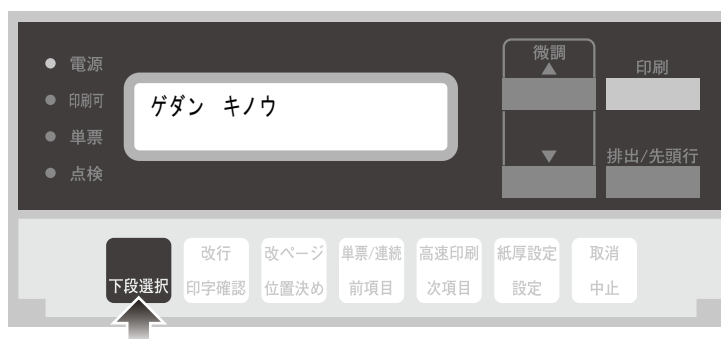 電源
印刷可
単票
点検
ゲダン キノウ
微調
▲
▼
印刷
排出/先頭行
下段選択
改行
印字確認
改ページ
位置決め
単票/連続
前項目
高速印刷
次項目
紙厚設定
設定
取消
中止